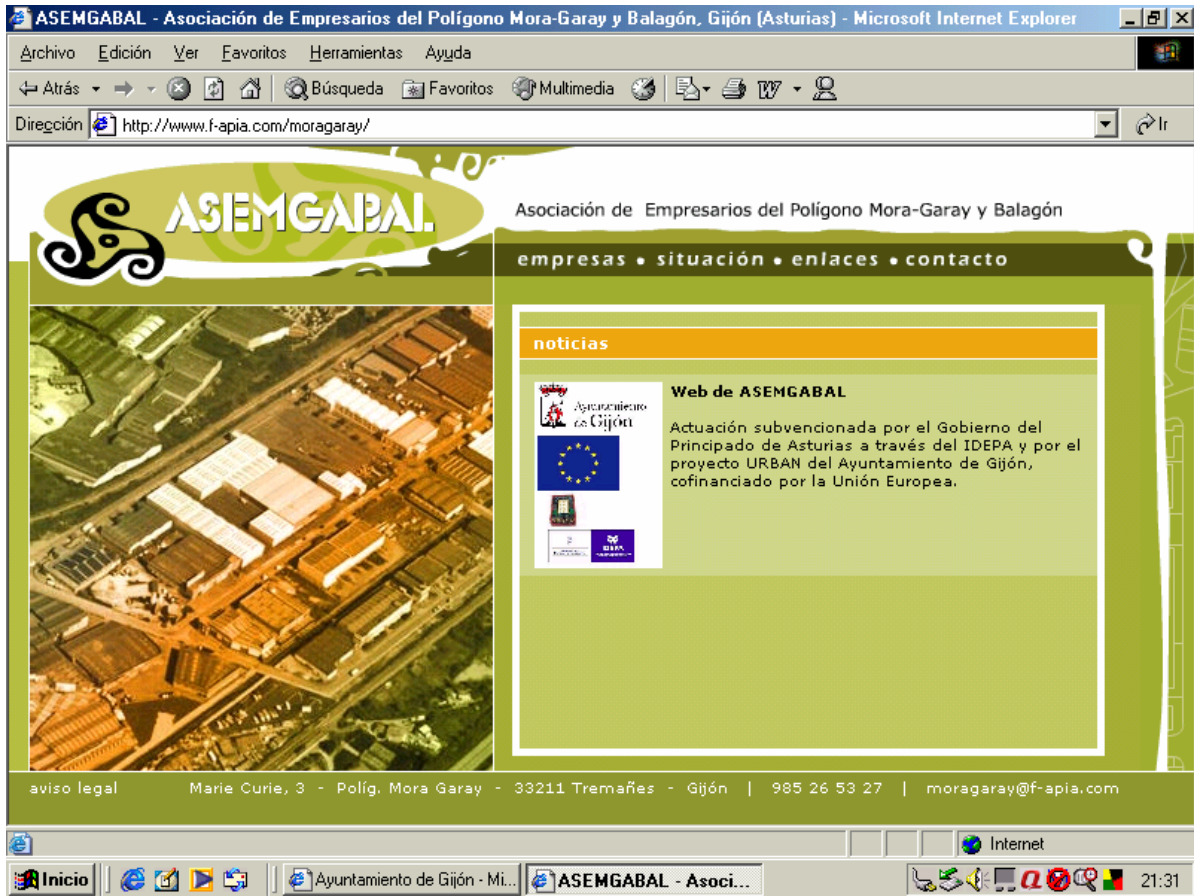 ASEMGABAL - Asociación de Empresarios del Polígono Mora-Garay y Balagón, Gijón (Asturias) - Microsoft Internet Explorer
Archivo Edición Ver Favoritos Herramientas Ayuda
Atrás Búsqueda Favoritos Multimedia
Dirección http://www.f-apia.com/moragaray/ Ir
ASEMGABAL
Asociación de Empresarios del Polígono Mora-Garay y Balagón
empresas • situación • enlaces • contacto
noticias
Ayuntamiento
de Gijón
IDEPA
Web de ASEMGABAL
Actuación subvencionada por el Gobierno del
Principado de Asturias a través del IDEPA y por el
proyecto URBAN del Ayuntamiento de Gijón,
cofinanciado por la Unión Europea.
aviso legal Marie Curie, 3 - Políg. Mora Garay - 33211 Tremañes - Gijón | 985 26 53 27 | moragaray@f-apia.com
Internet
Inicio Ayuntamiento de Gijón - Mi... ASEMGABAL - Asoci... 21:31